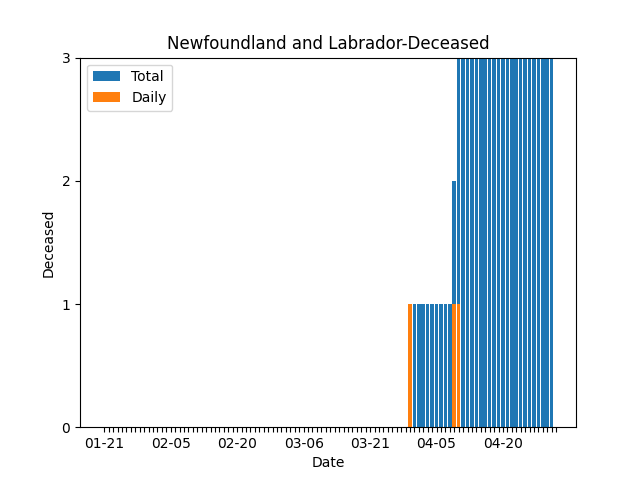 Newfoundland and Labrador-Deceased
Total
Daily
3
2
1
0
Deceased
01-21 02-05 02-20 03-06 03-21 04-05 04-20
Date